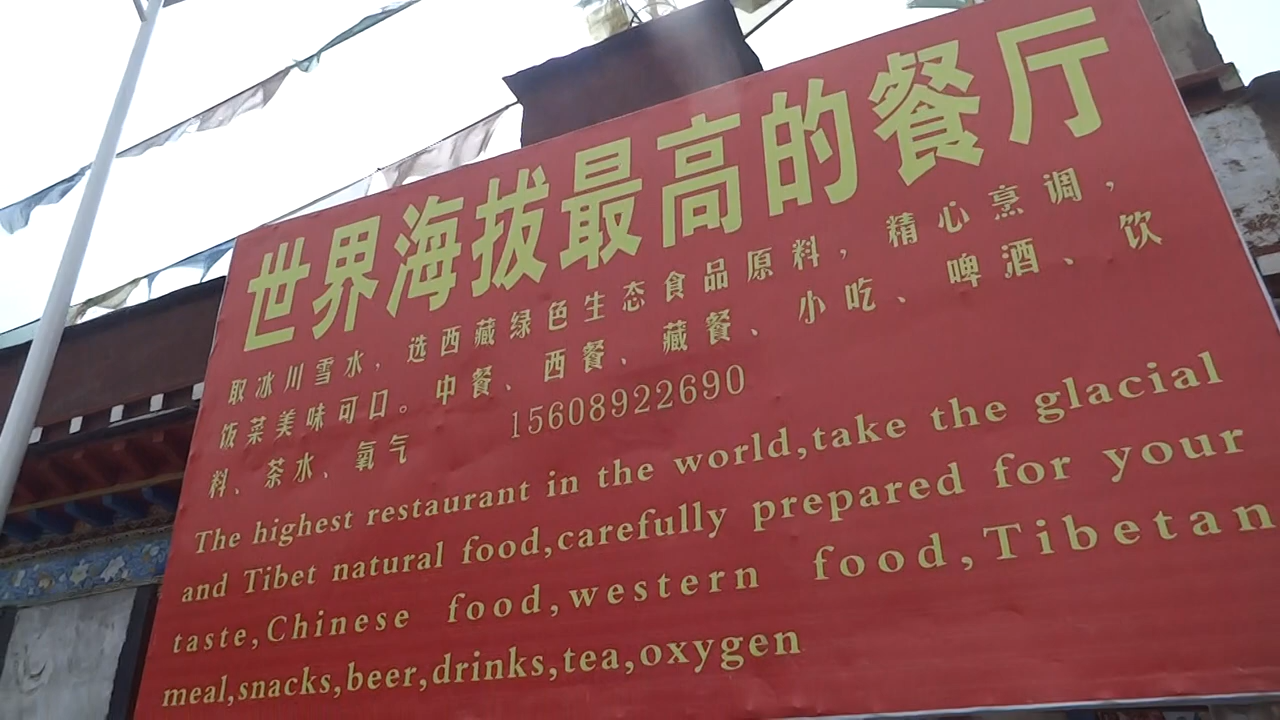 世界海拔最高的餐厅
取冰川雪水，选西藏绿色生态食品原料，精心烹调，
饭菜美味可口。中餐、西餐、藏餐、小吃、啤酒、饮
料、茶水、氧气 15608922690
The highest restaurant in the world,take the glacial
and Tibet natural food,carefully prepared for your
taste,Chinese food,western food,Tibetan
meal,snacks,beer,drinks,tea,oxygen